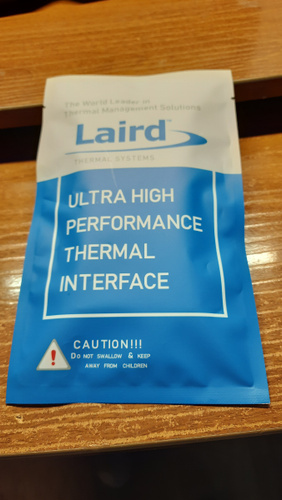 The World Leader in
Thermal Management Solutions
Laird™
THERMAL SYSTEMS
ULTRA HIGH
PERFORMANCE
THERMAL
INTERFACE
!
CAUTION!!!
DO NOT SWALLOW & KEEP
AWAY FROM CHILDREN